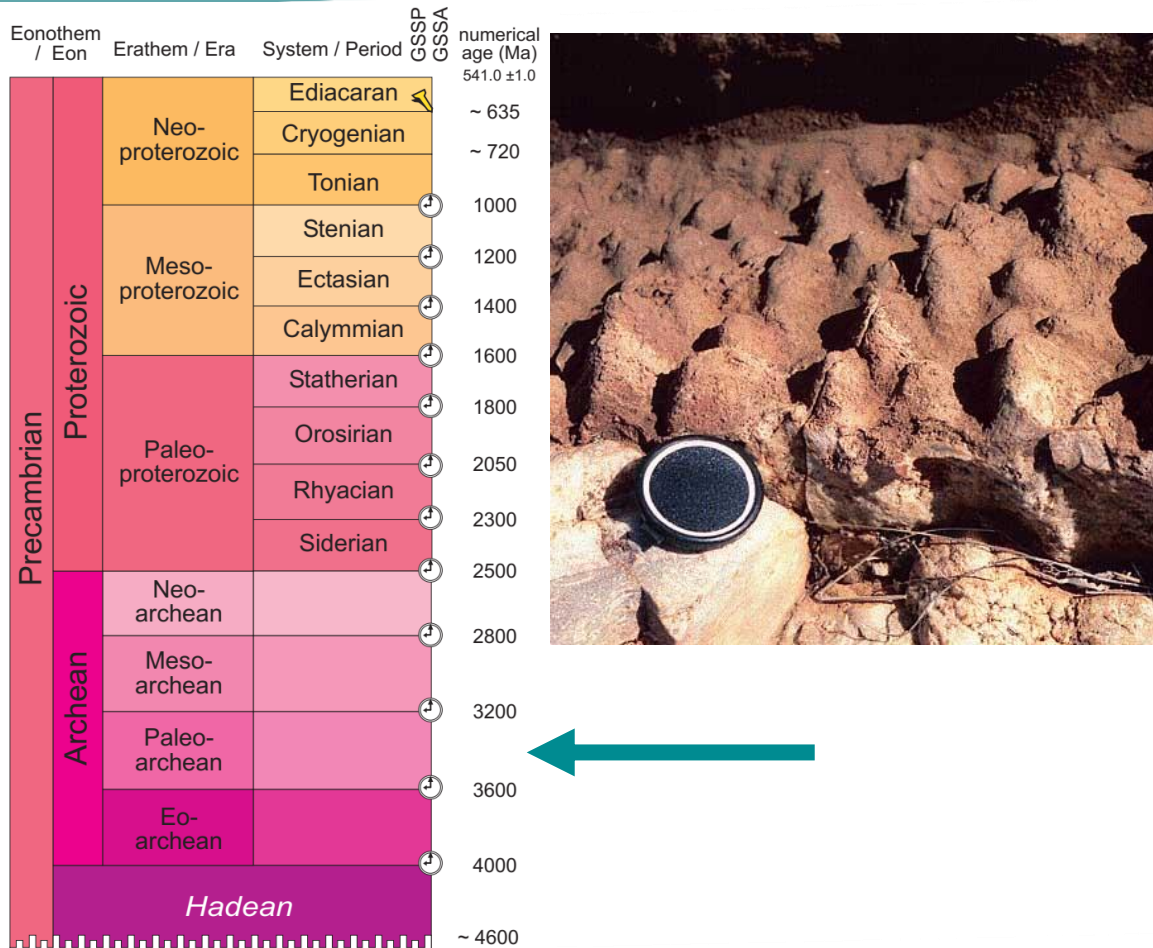 Eonothem / Eon
Erathem / Era
System / Period
GSSP
GSSA
numerical age (Ma)
541.0 ±1.0
Precambrian
Proterozoic
Neo-
proterozoic
Ediacaran
~ 635
Cryogenian
~ 720
Tonian
1000
Meso-
proterozoic
Stenian
1200
Ectasian
1400
Calymmian
1600
Paleo-
proterozoic
Statherian
1800
Orosirian
2050
Rhyacian
2300
Siderian
2500
Archean
Neo-
archean
2800
Meso-
archean
3200
Paleo-
archean
3600
Eo-
archean
4000
Hadean
~ 4600